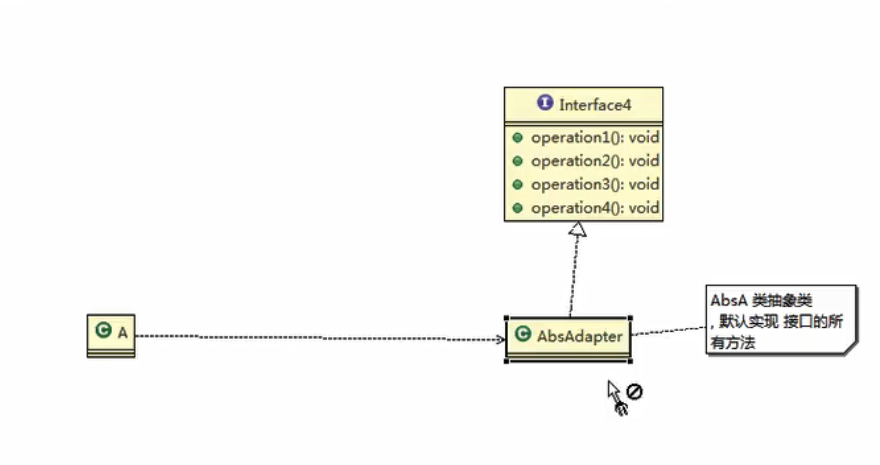 I Interface4
operation1(): void
operation2(): void
operation3(): void
operation4(): void
C A
C AbsAdapter
AbsA 类抽象类
, 默认实现 接口的所
有方法